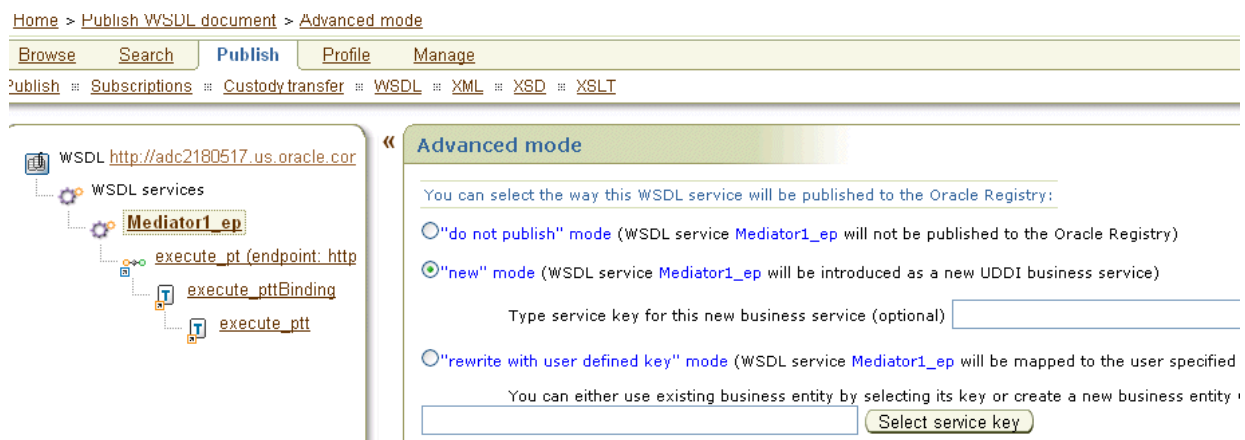 Home > Publish WSDL document > Advanced mode
Browse Search Publish Profile Manage
Publish Subscriptions Custody transfer WSDL XML XSD XSLT
WSDL http://adc2180517.us.oracle.cor
WSDL services
Mediator1_ep
execute_pt (endpoint: http
execute_pttBinding
execute_ptt
«
Advanced mode
You can select the way this WSDL service will be published to the Oracle Registry:
"do not publish" mode (WSDL service Mediator1_ep will not be published to the Oracle Registry)
"new" mode (WSDL service Mediator1_ep will be introduced as a new UDDI business service)
Type service key for this new business service (optional)
"rewrite with user defined key" mode (WSDL service Mediator1_ep will be mapped to the user specified
You can either use existing business entity by selecting its key or create a new business entity
Select service key